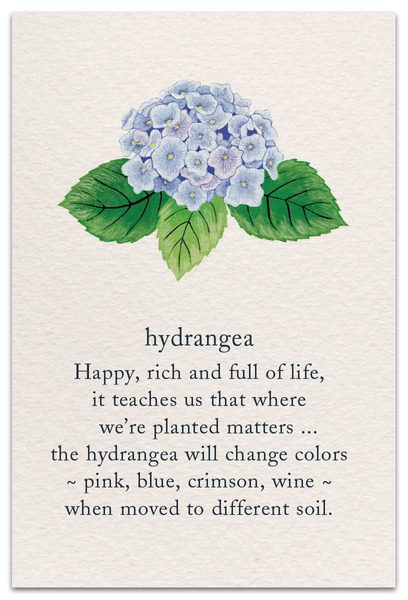 hydrangea
Happy, rich and full of life,
it teaches us that where
we're planted matters ...
the hydrangea will change colors
~ pink, blue, crimson, wine ~
when moved to different soil.